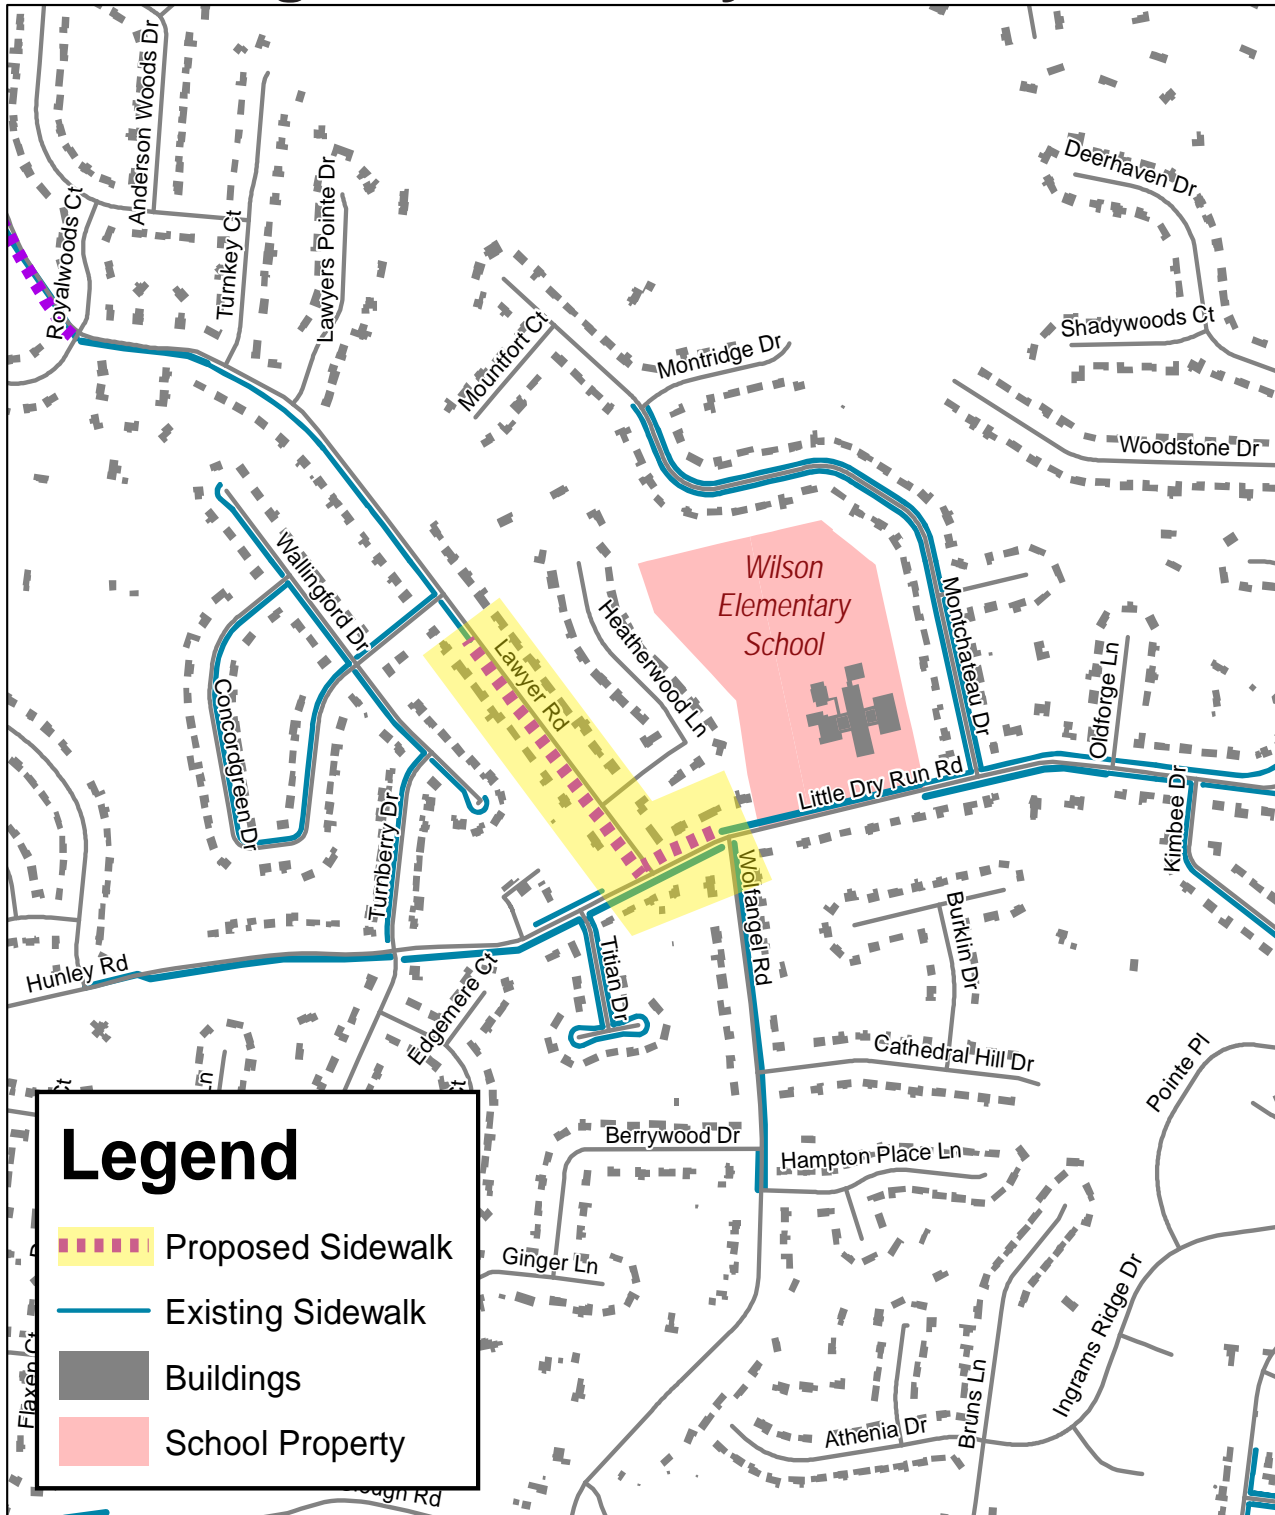 Anderson Woods Dr
Royalwoods Ct
Turnkey Ct
Lawyers Pointe Dr
Deerhaven Dr
Shadywoods Ct
Mountfort Ct
Montridge Dr
Woodstone Dr
Wallingford Dr
Wilson
Elementary
School
Heatherwood Ln
Lawyer Rd
Montchateau Dr
Oldforge Ln
Concordgreen Dr
Turnberry Dr
Little Dry Run Rd
Kimbee Dr
Wolfangel Rd
Burklin Dr
Hunley Rd
Titian Dr
Edgemere Ct
Cathedral Hill Dr
Pointe Pl
Ct
Ln
Berrywood Dr
Hampton Place Ln
Ginger Ln
Ingrams Ridge Dr
Bruns Ln
Athenia Dr
Flaxen Ct
Legend
Proposed Sidewalk
Existing Sidewalk
Buildings
School Property
Rd